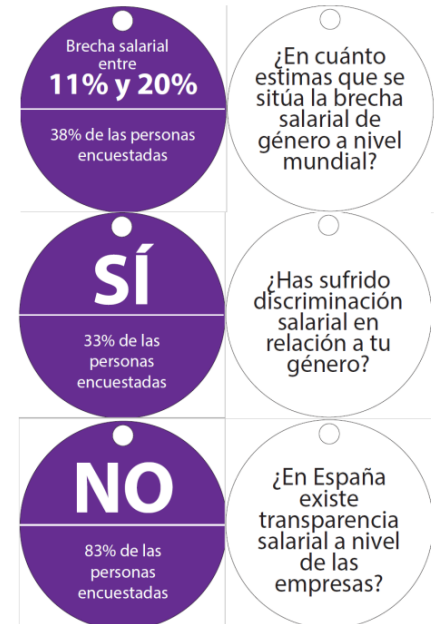 Brecha salarial
entre
11% y 20%
38% de las personas
encuestadas
¿En cuánto
estimas que se
sitúa la brecha
salarial de
género a nivel
mundial?
SÍ
33% de las
personas
encuestadas
¿Has sufrido
discriminación
salarial en
relación a tu
género?
NO
83% de las
personas
encuestadas
¿En España
existe
transparencia
salarial a nivel
de las
empresas?